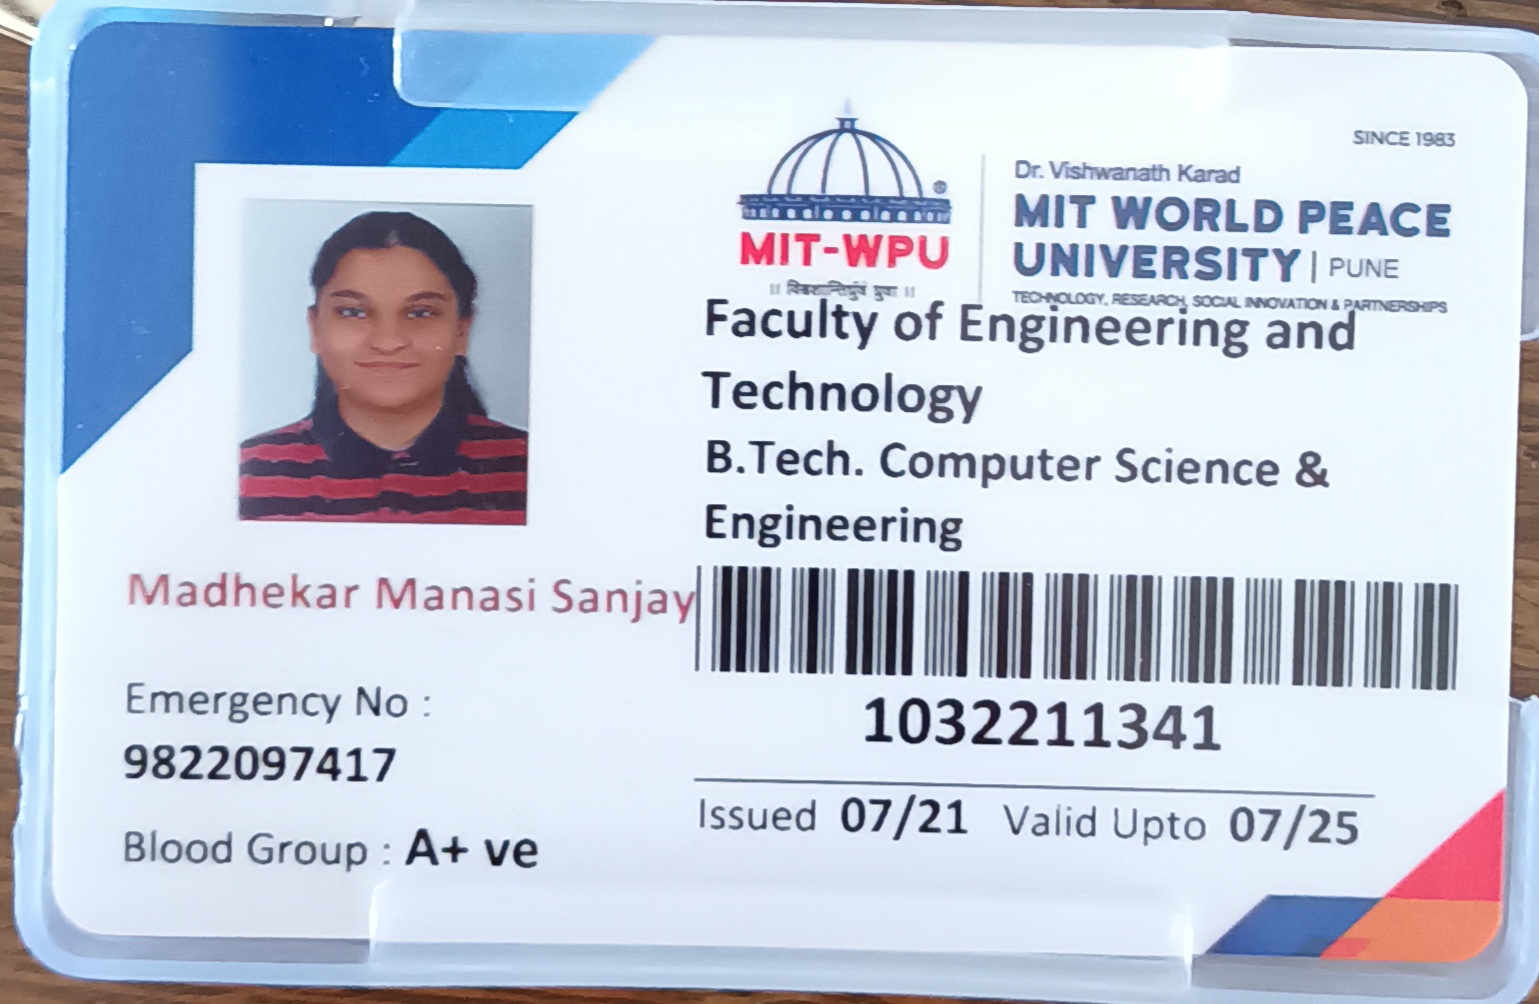 SINCE 1983
Dr. Vishwanath Karad
MIT WORLD PEACE
UNIVERSITY | PUNE
TECHNOLOGY, RESEARCH, SOCIAL INNOVATION & PARTNERSHIPS
®
MIT-WPU
॥ विश्वशान्तिर्ध्रुवं ध्रुवा ॥
Faculty of Engineering and
Technology
B.Tech. Computer Science &
Engineering
Madhekar Manasi Sanjay
Emergency No :
9822097417
Blood Group : A+ ve
1032211341
Issued 07/21 Valid Upto 07/25